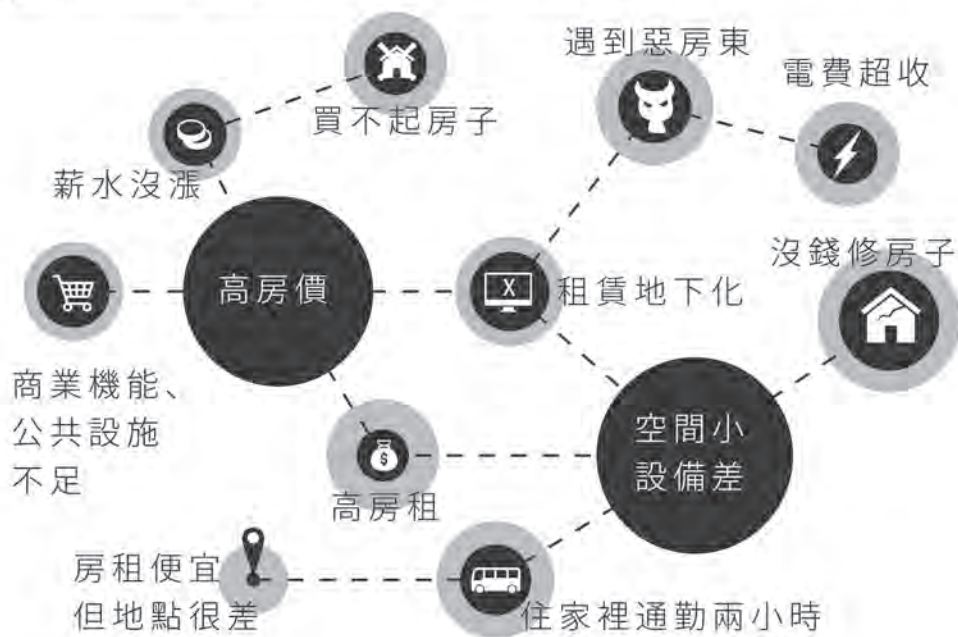 遇到惡房東
電費超收
買不起房子
薪水沒漲
沒錢修房子
高房價
X
租賃地下化
商業機能、
公共設施
不足
空間小
設備差
$
高房租
房租便宜
但地點很差
住家裡通勤兩小時